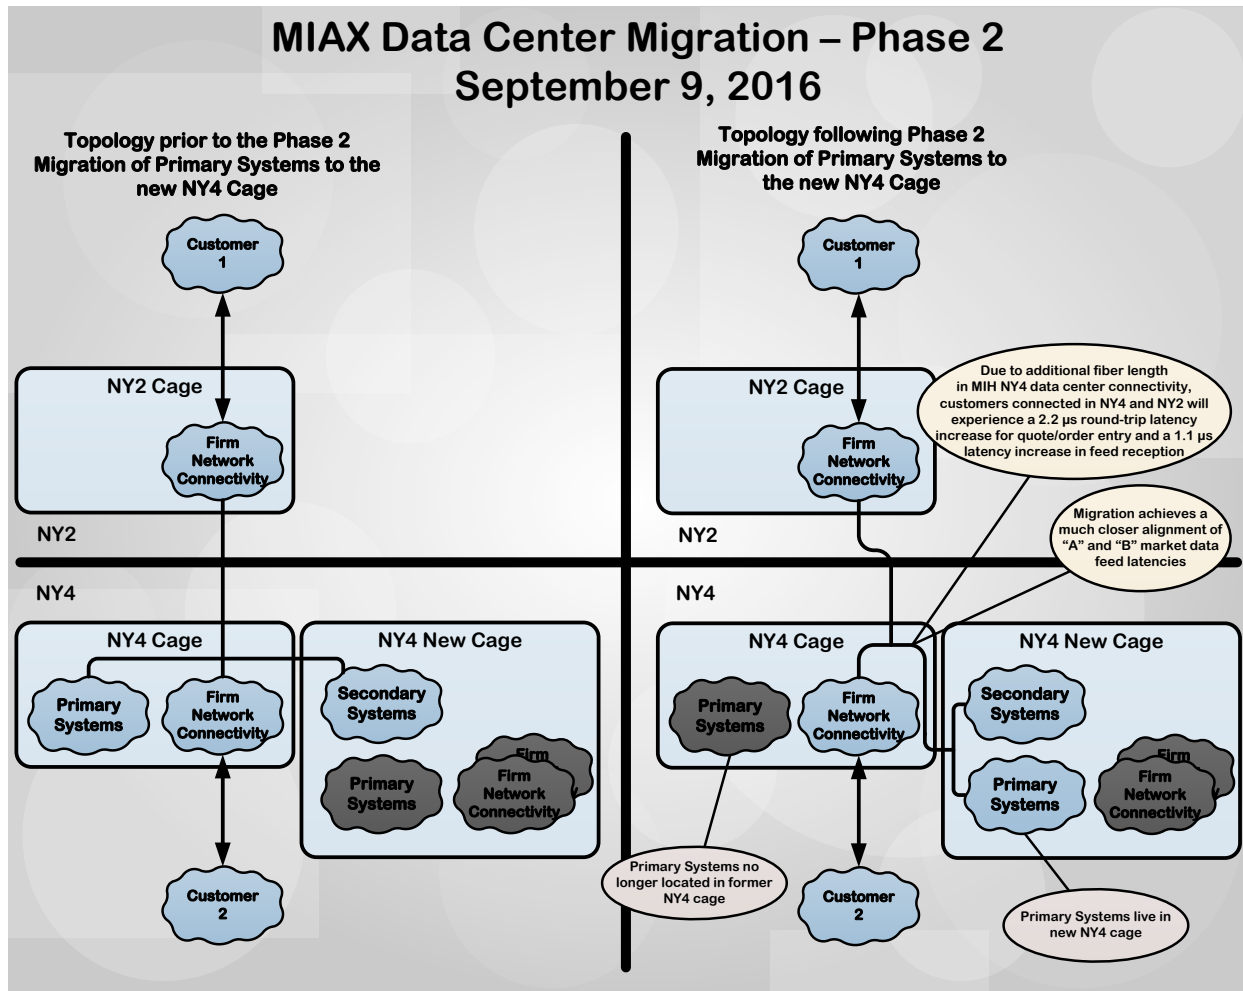 MIAX Data Center Migration – Phase 2
September 9, 2016
Topology prior to the Phase 2
Migration of Primary Systems to the
new NY4 Cage
Customer
1
NY2 Cage
Firm
Network
Connectivity
NY2
NY4
NY4 Cage
Primary
Systems
Firm
Network
Connectivity
NY4 New Cage
Secondary
Systems
Primary
Systems
Firm
Firm
Network
Connectivity
Customer
2
Topology following Phase 2
Migration of Primary Systems to
the new NY4 Cage
Customer
1
NY2 Cage
Firm
Network
Connectivity
NY2
Due to additional fiber length
in MIH NY4 data center connectivity,
customers connected in NY4 and NY2 will
experience a 2.2 µs round-trip latency
increase for quote/order entry and a 1.1 µs
latency increase in feed reception
Migration achieves a
much closer alignment of
“A” and “B” market data
feed latencies
NY4
NY4 Cage
Primary
Systems
Firm
Network
Connectivity
NY4 New Cage
Secondary
Systems
Primary
Systems
Firm
Firm
Network
Connectivity
Primary Systems no
longer located in former
NY4 cage
Customer
2
Primary Systems live in
new NY4 cage